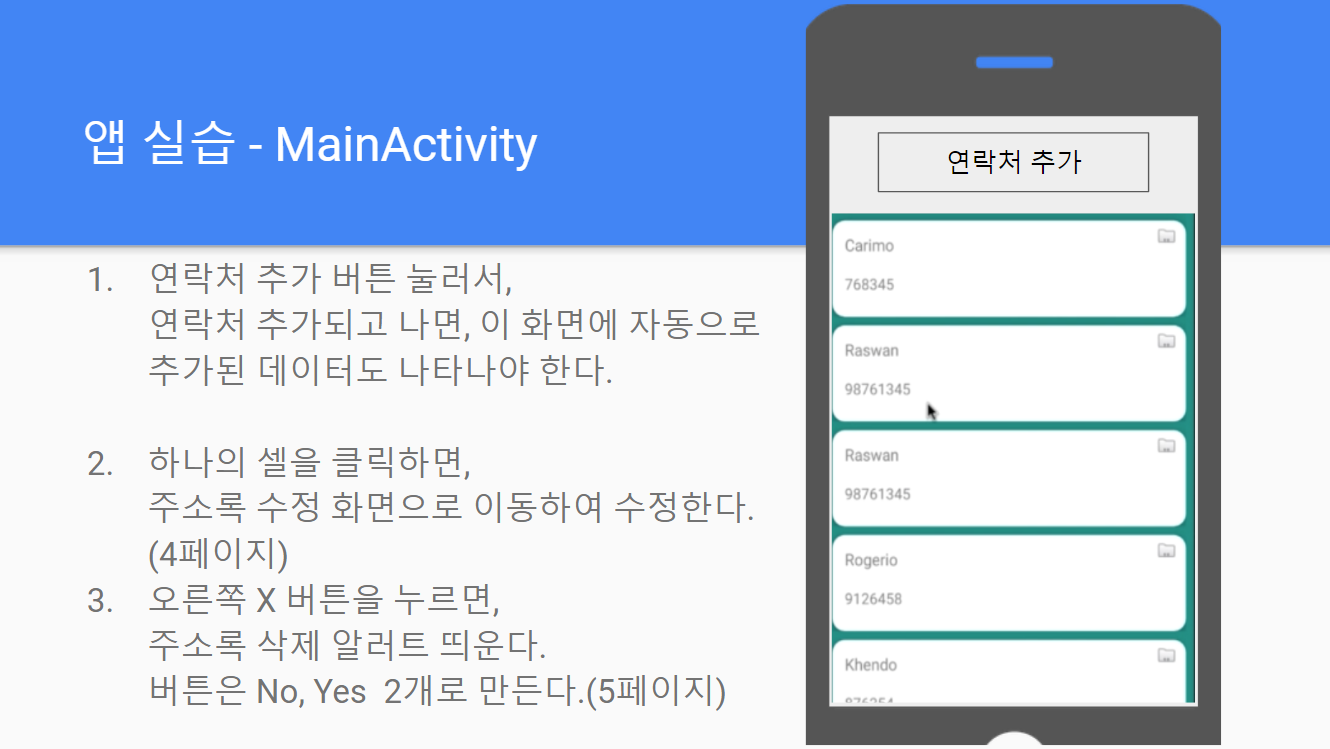 앱 실습 - MainActivity
1. 연락처 추가 버튼 눌러서,
연락처 추가되고 나면, 이 화면에 자동으로
추가된 데이터도 나타나야 한다.
2. 하나의 셀을 클릭하면,
주소록 수정 화면으로 이동하여 수정한다.
(4페이지)
3. 오른쪽 X 버튼을 누르면,
주소록 삭제 알러트 띄운다.
버튼은 No, Yes 2개로 만든다.(5페이지)
연락처 추가
Carimo
768345
Raswan
98761345
Raswan
98761345
Rogerio
9126458
Khendo